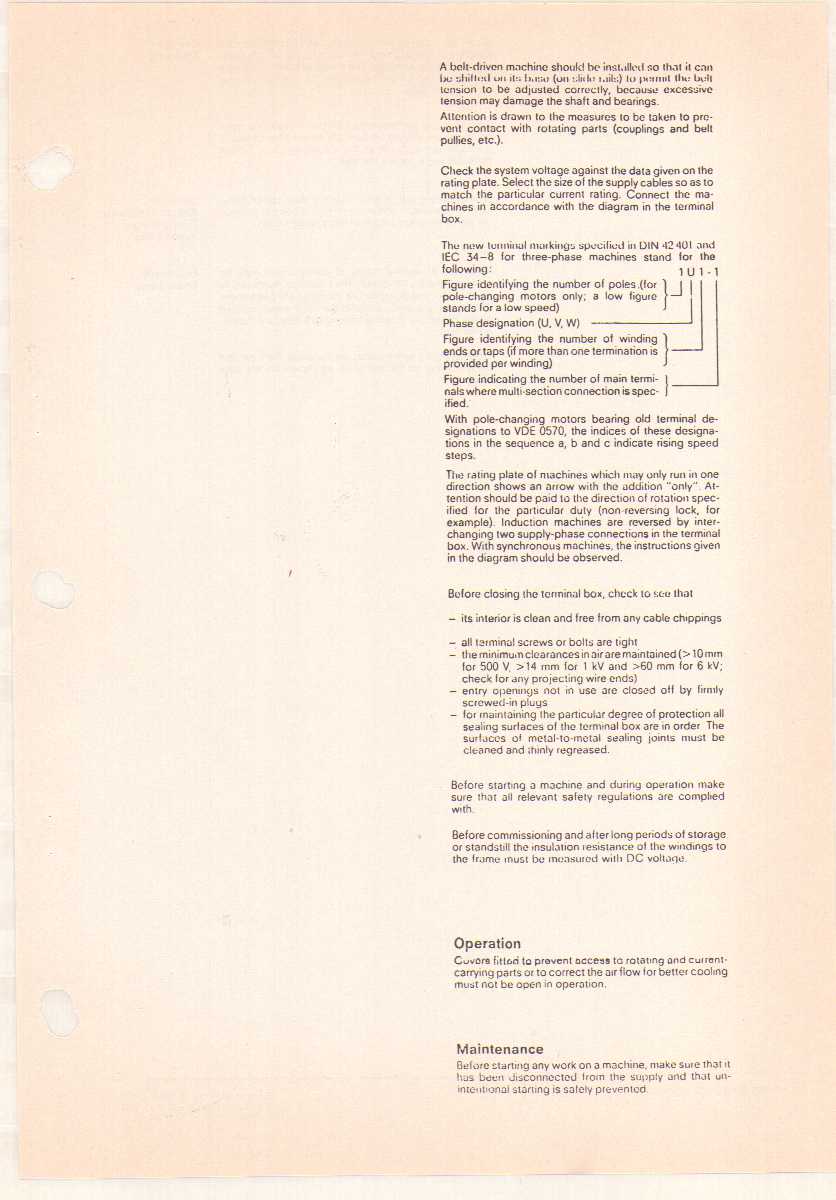 A belt-driven machine should be installed so that it can
be shifted on its base (on slide rails) to permit the belt
tension to be adjusted correctly, because excessive
tension may damage the shaft and bearings.
Attention is drawn to the measures to be taken to pre-
vent contact with rotating parts (couplings and belt
pullies, etc.).
Check the system voltage against the data given on the
rating plate. Select the size of the supply cables so as to
match the particular current rating. Connect the ma-
chines in accordance with the diagram in the terminal
box.
The new terminal markings specified in DIN 42 401 and
IEC 34-8 for three-phase machines stand for the
following: 1 U 1 - 1
Figure identifying the number of poles (for
pole-changing motors only; a low figure
stands for a low speed)
Phase designation (U, V, W)
Figure identifying the number of winding
ends or taps (if more than one termination is
provided per winding)
Figure indicating the number of main termi-
nals where multi-section connection is spec-
ified.
With pole-changing motors bearing old terminal de-
signations to VDE 0570, the indices of these designa-
tions in the sequence a, b and c indicate rising speed
steps.
The rating plate of machines which may only run in one
direction shows an arrow with the addition "only". At-
tention should be paid to the direction of rotation spec-
ified for the particular duty (non-reversing lock, for
example). Induction machines are reversed by inter-
changing two supply-phase connections in the terminal
box. With synchronous machines, the instructions given
in the diagram should be observed.
Before closing the terminal box, check to see that
– its interior is clean and free from any cable chippings
– all terminal screws or bolts are tight
– the minimum clearances in air are maintained (>10 mm
for 500 V, >14 mm for 1 kV and >60 mm for 6 kV;
check for any projecting wire ends)
– entry openings not in use are closed off by firmly
screwed-in plugs
– for maintaining the particular degree of protection all
sealing surfaces of the terminal box are in order. The
surfaces of metal-to-metal sealing joints must be
cleaned and thinly regreased.
Before starting a machine and during operation make
sure that all relevant safety regulations are complied
with.
Before commissioning and after long periods of storage
or standstill the insulation resistance of the windings to
the frame must be measured with DC voltage.
Operation
Covers fitted to prevent access to rotating and current-
carrying parts or to correct the air flow for better cooling
must not be open in operation.
Maintenance
Before starting any work on a machine, make sure that it
has been disconnected from the supply and that un-
intentional starting is safely prevented.